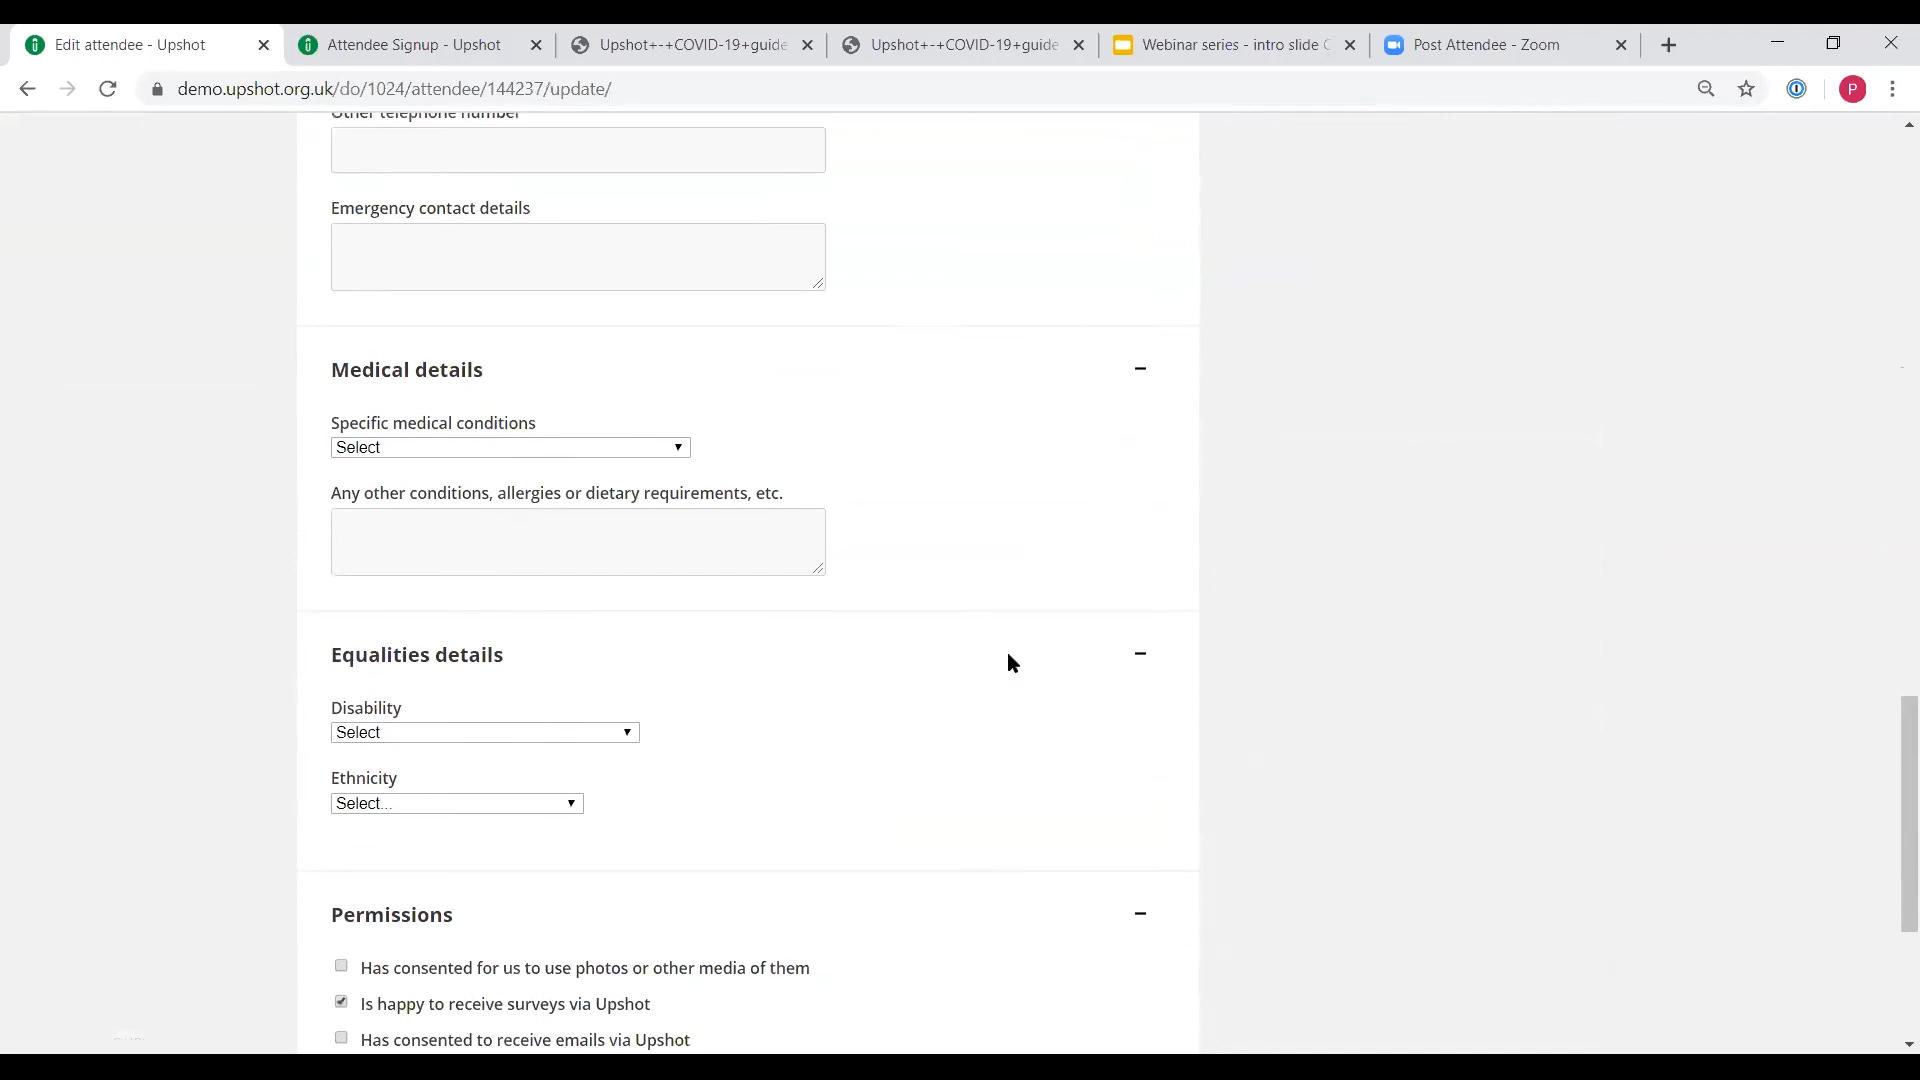 Edit attendee - Upshot
Attendee Signup - Upshot
Upshot+-+COVID-19+guide
Upshot+-+COVID-19+guide
Webinar series - intro slide
Post Attendee - Zoom
demo.upshot.org.uk/do/1024/attendee/144237/update/
P
Other telephone number
Emergency contact details
Medical details
Specific medical conditions
Select
Any other conditions, allergies or dietary requirements, etc.
Equalities details
Disability
Select
Ethnicity
Select...
Permissions
Has consented for us to use photos or other media of them
Is happy to receive surveys via Upshot
Has consented to receive emails via Upshot